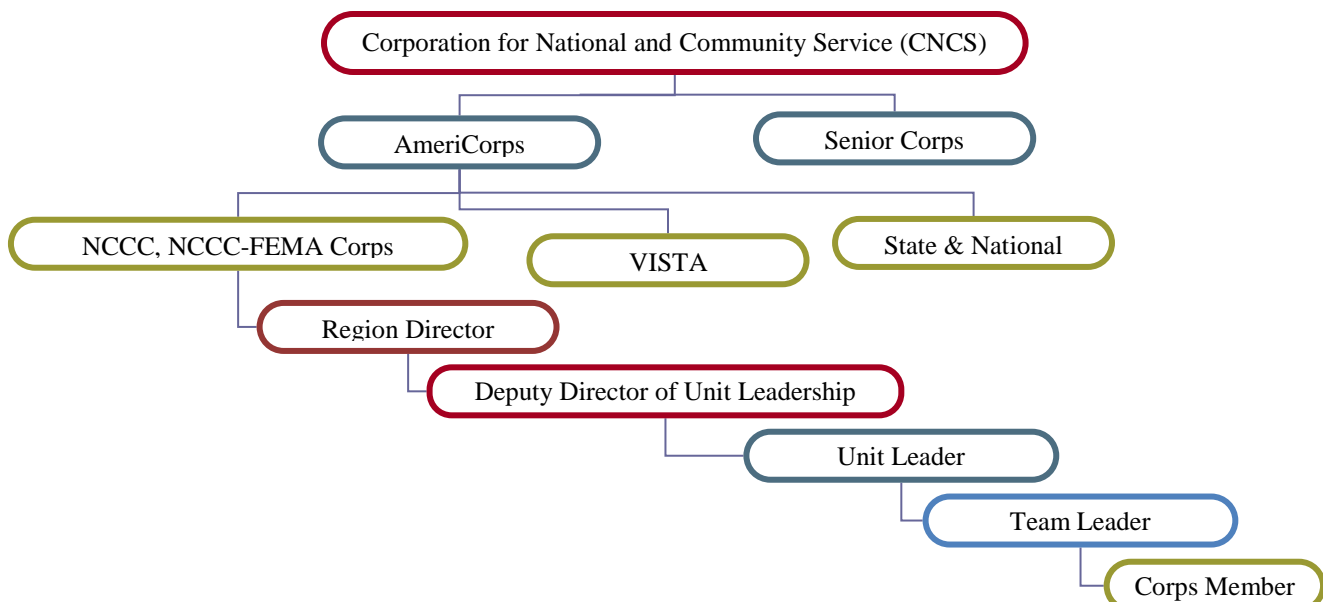 Corporation for National and Community Service (CNCS)
AmeriCorps
Senior Corps
NCCC, NCCC-FEMA Corps
VISTA
State & National
Region Director
Deputy Director of Unit Leadership
Unit Leader
Team Leader
Corps Member